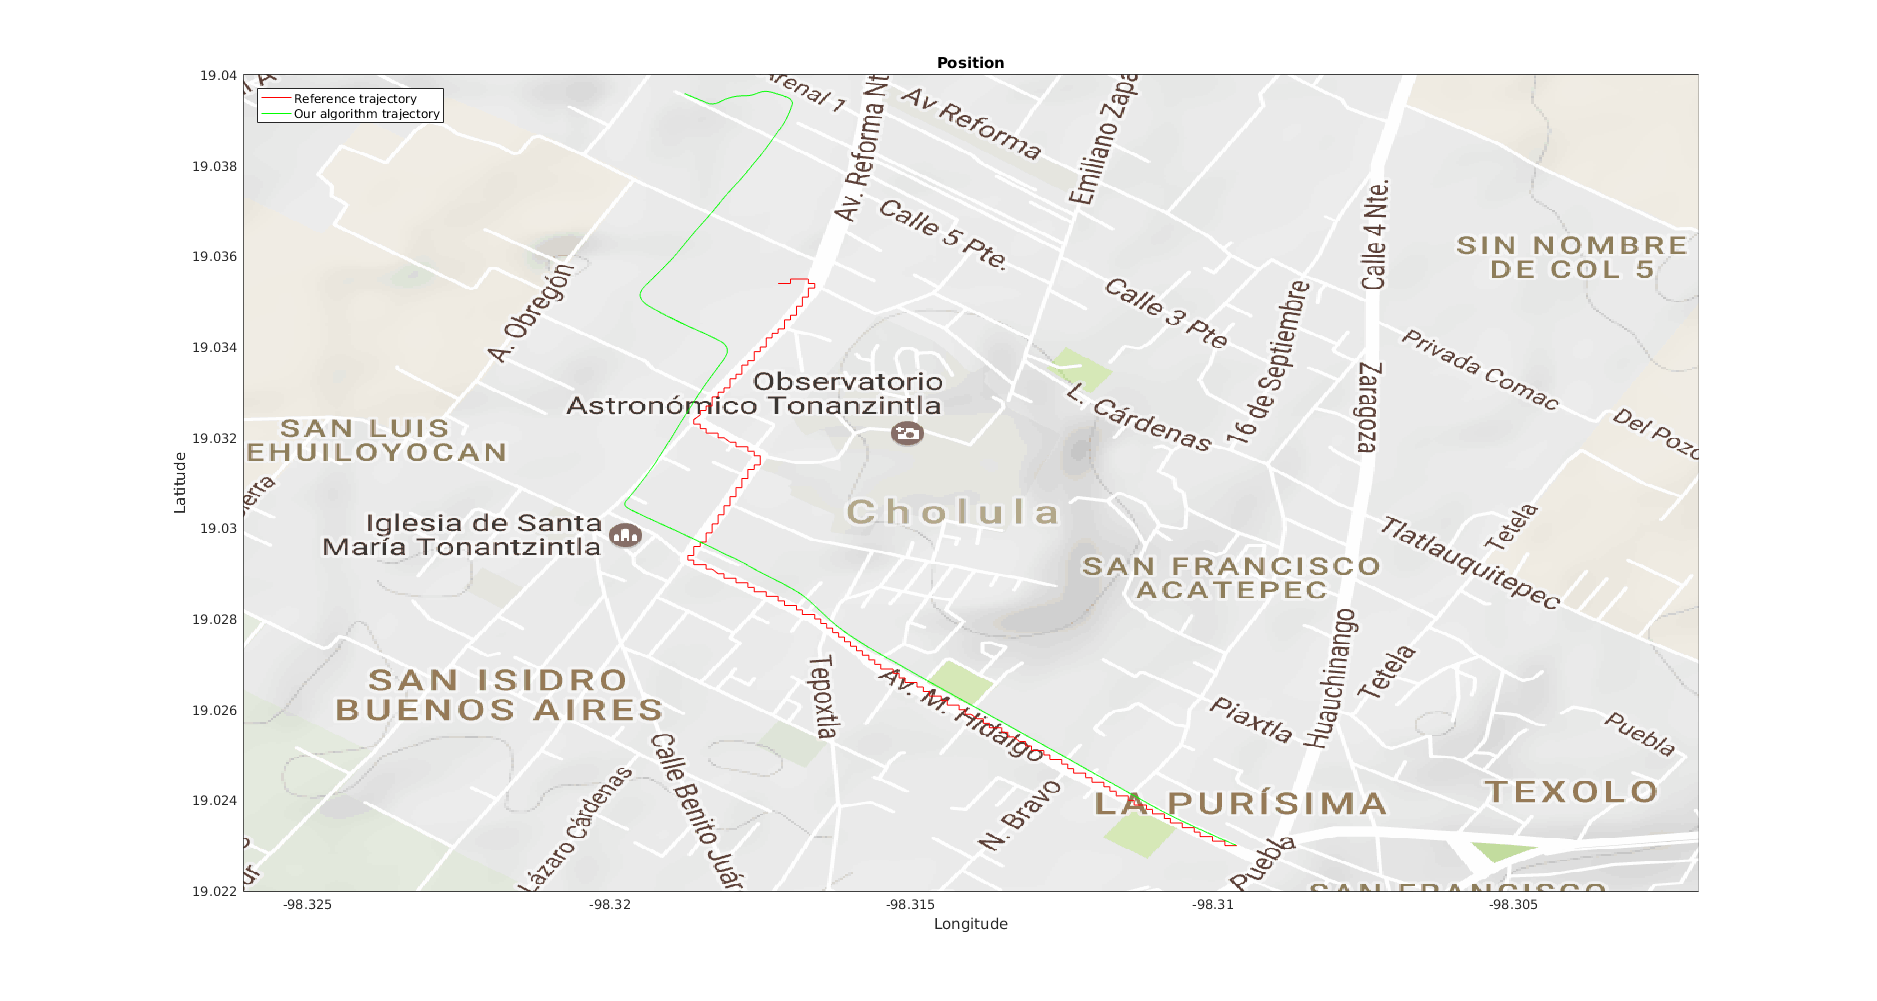 Position
19.04
19.038
19.036
19.034
19.032
19.03
19.028
19.026
19.024
19.022
Latitude
Reference trajectory
Our algorithm trajectory
Av. Reforma Nt
Av Reforma
Emiliano Zapa
Calle 4 Nte.
Calle 5 Pte.
SIN NOMBRE
DE COL 5
A. Obregón
Calle 3 Pte
16 de Septiembre
Privada Comac
Zaragoza
Observatorio
Astronómico Tonanzintla
L. Cárdenas
Del Pozo
SAN LUIS
EHUILOYOCAN
Cholula
Iglesia de Santa
María Tonantzintla
Tlatlauquitepec
Tetela
SAN FRANCISCO
ACATEPEC
Huauchinango
Tetela
SAN ISIDRO
BUENOS AIRES
Tepoxtla
Av. M. Hidalgo
Piaxtla
Puebla
Calle Benito Juár
Lázaro Cárdenas
N. Bravo
LA PURÍSIMA
TEXOLO
Puebla
SAN FRANCISCO
-98.325
-98.32
-98.315
-98.31
-98.305
Longitude